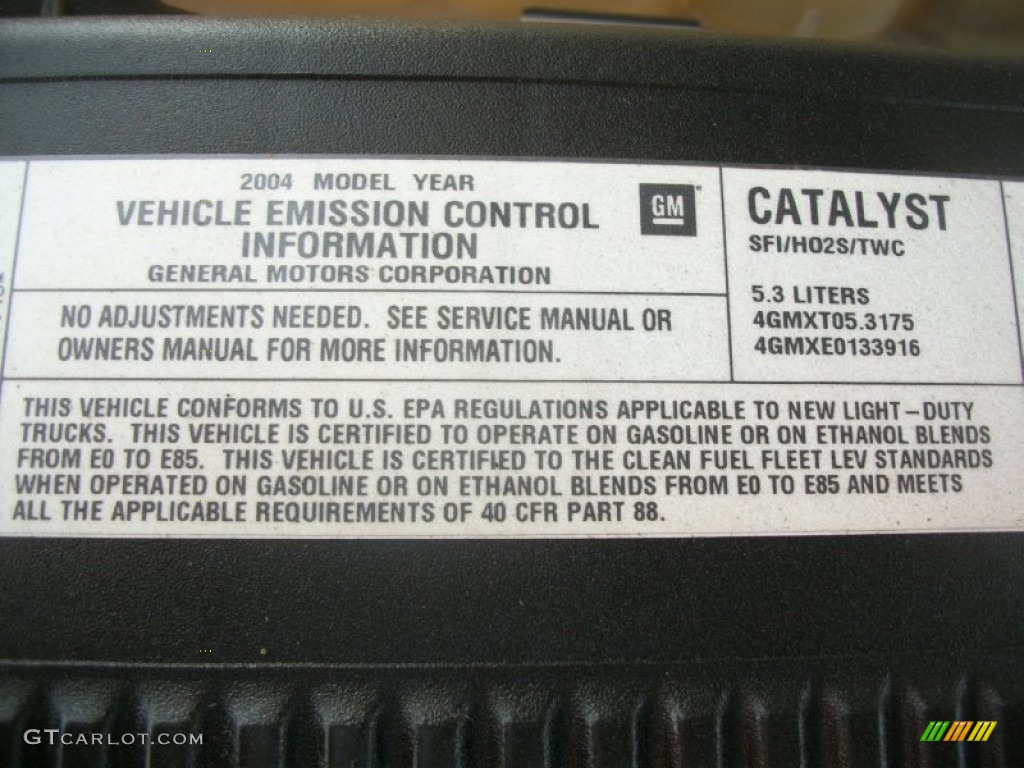 2004 MODEL YEAR
VEHICLE EMISSION CONTROL
INFORMATION
GENERAL MOTORS CORPORATION
GM
CATALYST
SFI/HO2S/TWC
5.3 LITERS
4GMXT05.3175
4GMXE0133916
NO ADJUSTMENTS NEEDED. SEE SERVICE MANUAL OR
OWNERS MANUAL FOR MORE INFORMATION.
THIS VEHICLE CONFORMS TO U.S. EPA REGULATIONS APPLICABLE TO NEW LIGHT-DUTY
TRUCKS. THIS VEHICLE IS CERTIFIED TO OPERATE ON GASOLINE OR ON ETHANOL BLENDS
FROM E0 TO E85. THIS VEHICLE IS CERTIFIED TO THE CLEAN FUEL FLEET LEV STANDARDS
WHEN OPERATED ON GASOLINE OR ON ETHANOL BLENDS FROM E0 TO E85 AND MEETS
ALL THE APPLICABLE REQUIREMENTS OF 40 CFR PART 88.
GTCARLOT.COM